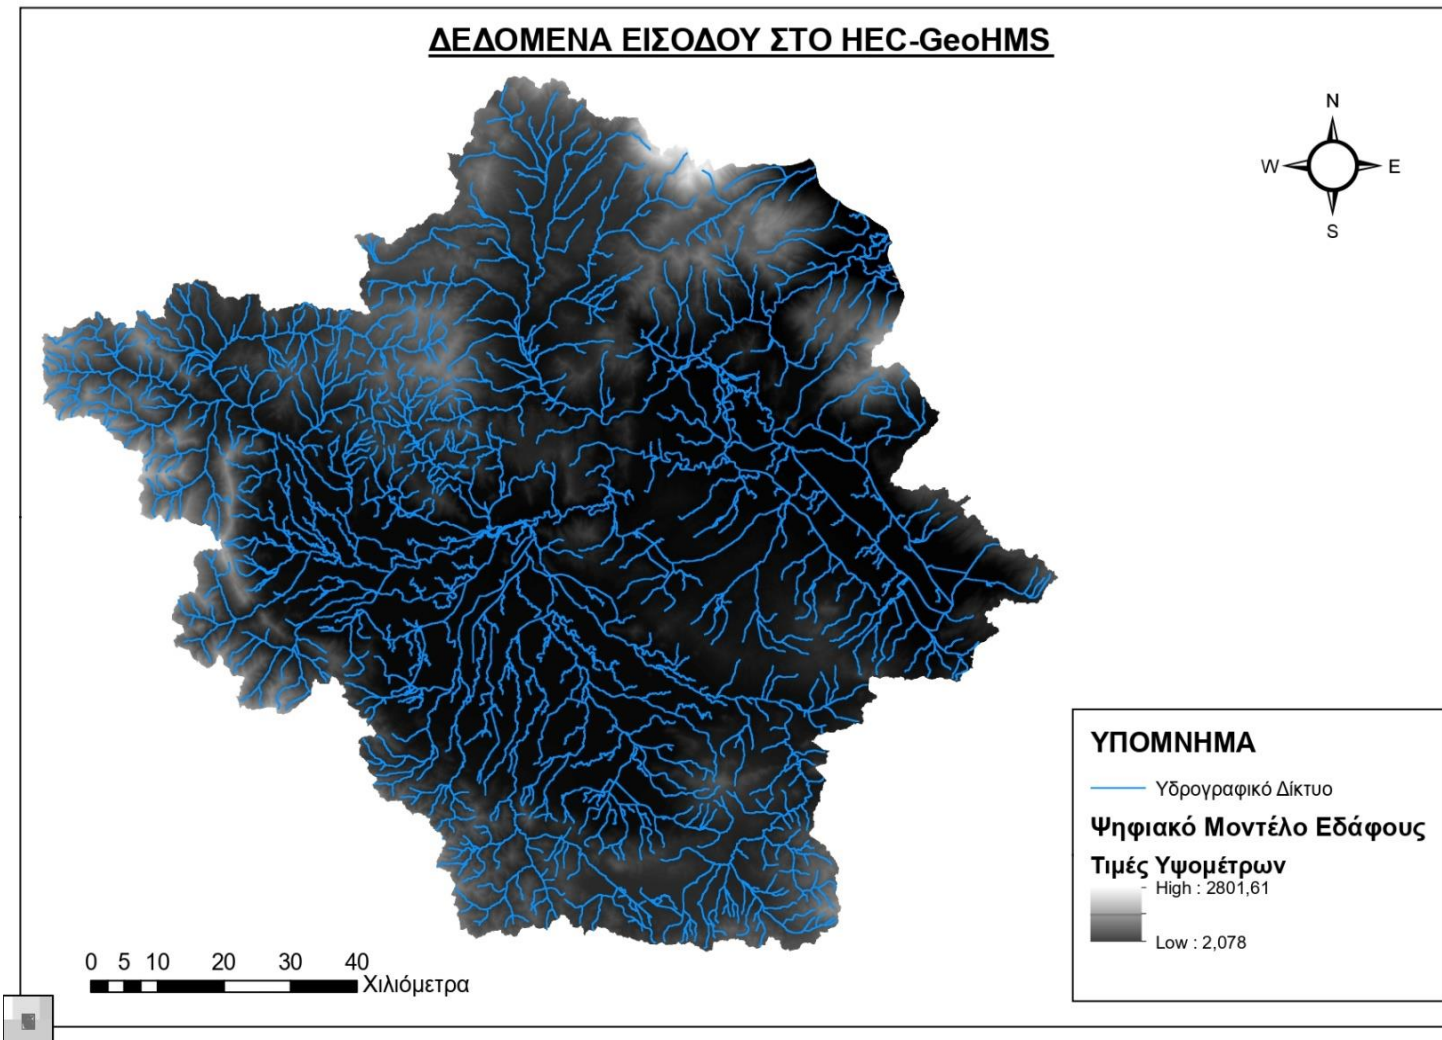 ΔΕΔΟΜΕΝΑ ΕΙΣΟΔΟΥ ΣΤΟ HEC-GeoHMS
N
W E
S
ΥΠΟΜΝΗΜΑ
Υδρογραφικό Δίκτυο
Ψηφιακό Μοντέλο Εδάφους
Τιμές Υψομέτρων
High : 2801,61
Low : 2,078
0 5 10 20 30 40
Χιλιόμετρα